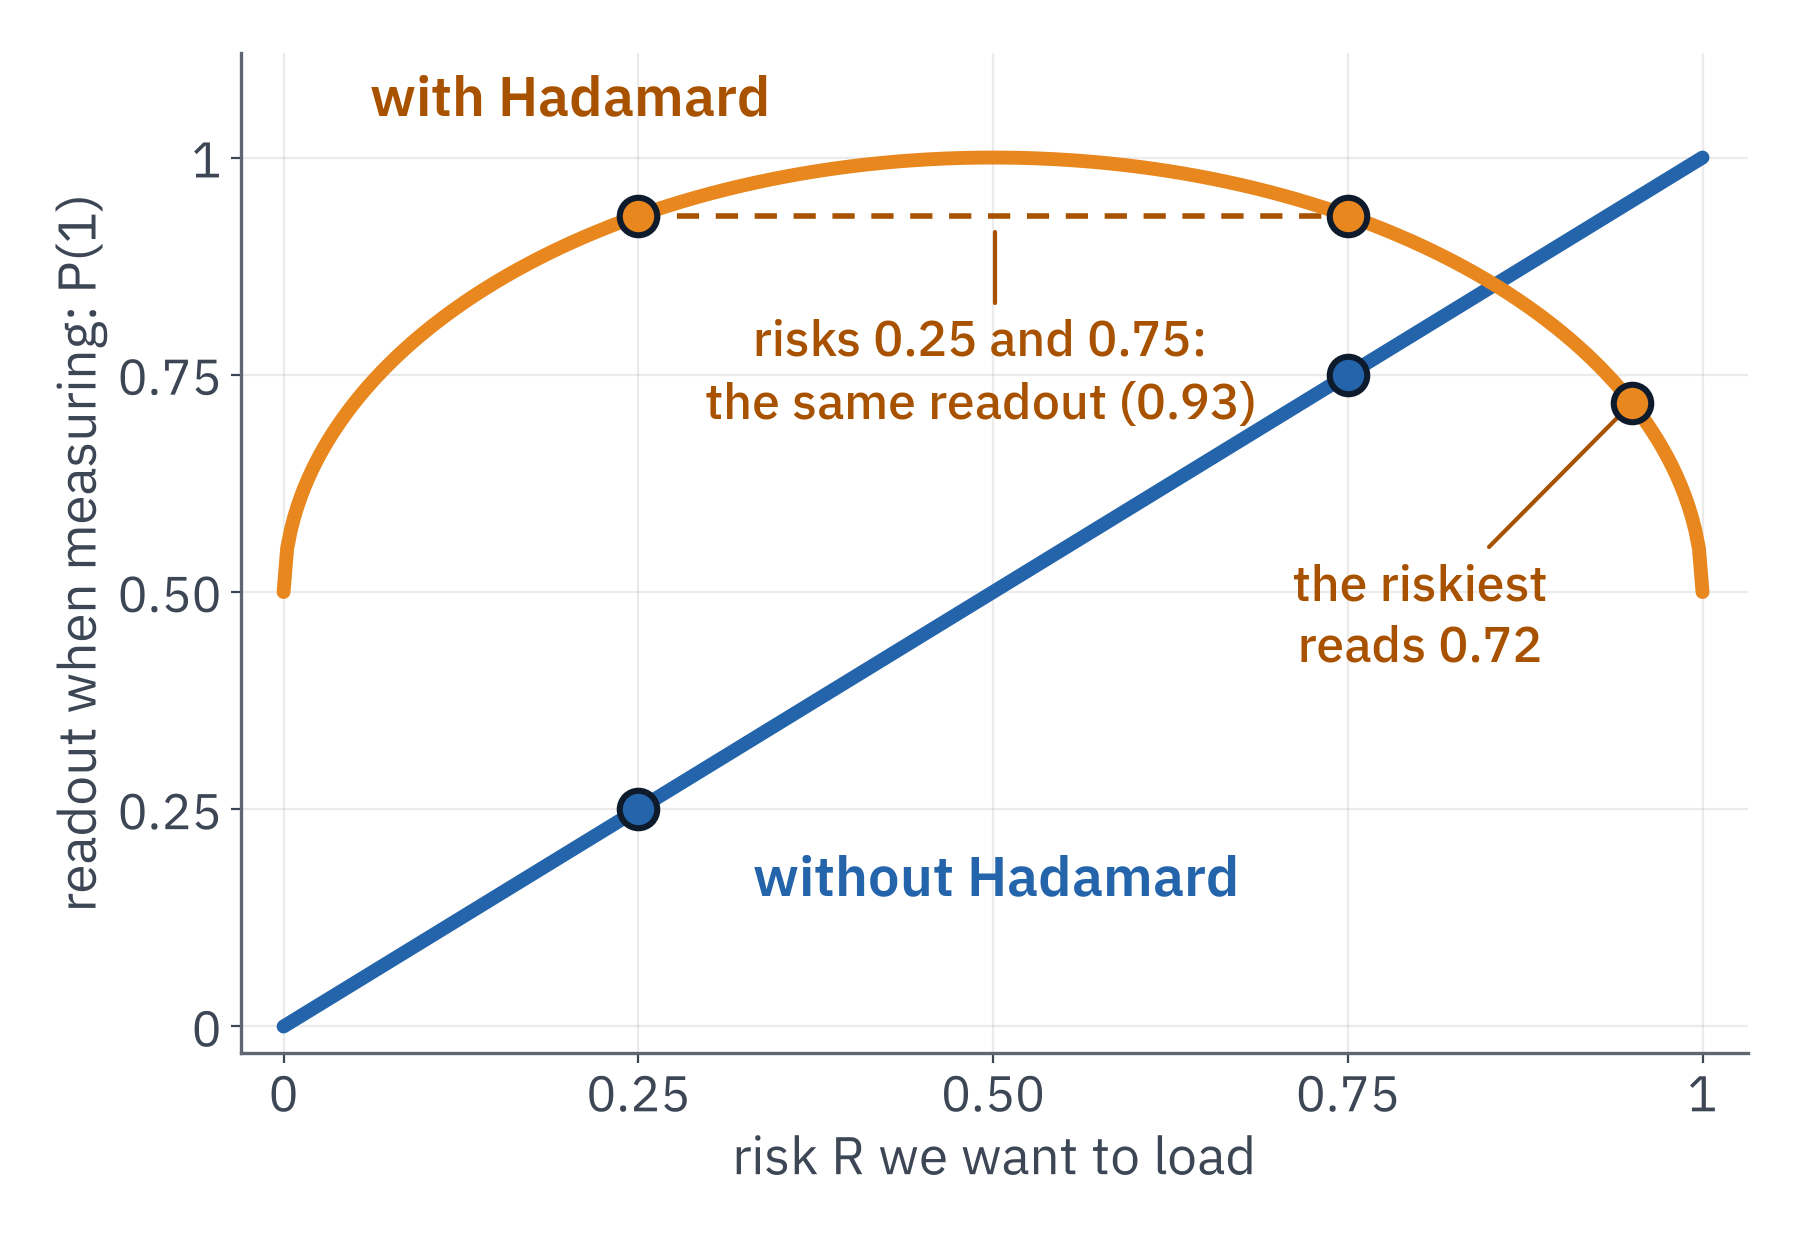 with Hadamard
1
0.75
0.50
0.25
0
readout when measuring: P(1)
risks 0.25 and 0.75:
the same readout (0.93)
the riskiest
reads 0.72
without Hadamard
0
0.25
0.50
0.75
1
risk R we want to load